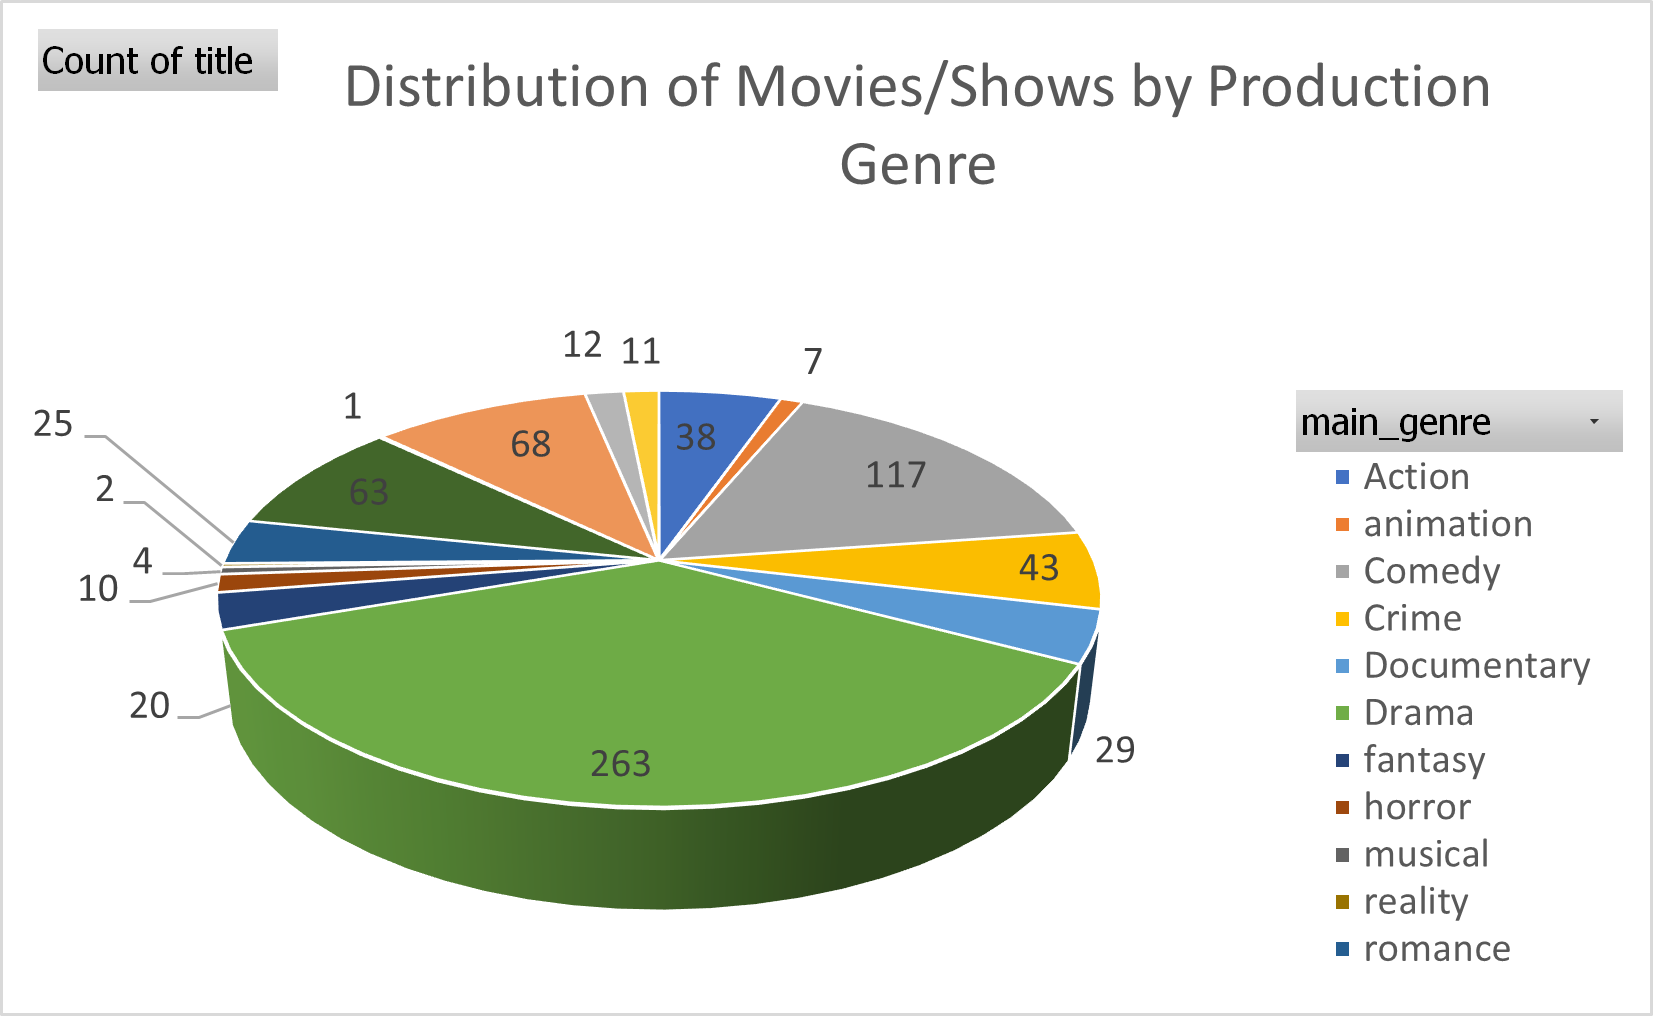 Count of title
Distribution of Movies/Shows by Production
Genre
12
11
7
1
25
68
38
117
63
2
4
10
43
20
263
29
main_genre
Action
animation
Comedy
Crime
Documentary
Drama
fantasy
horror
musical
reality
romance